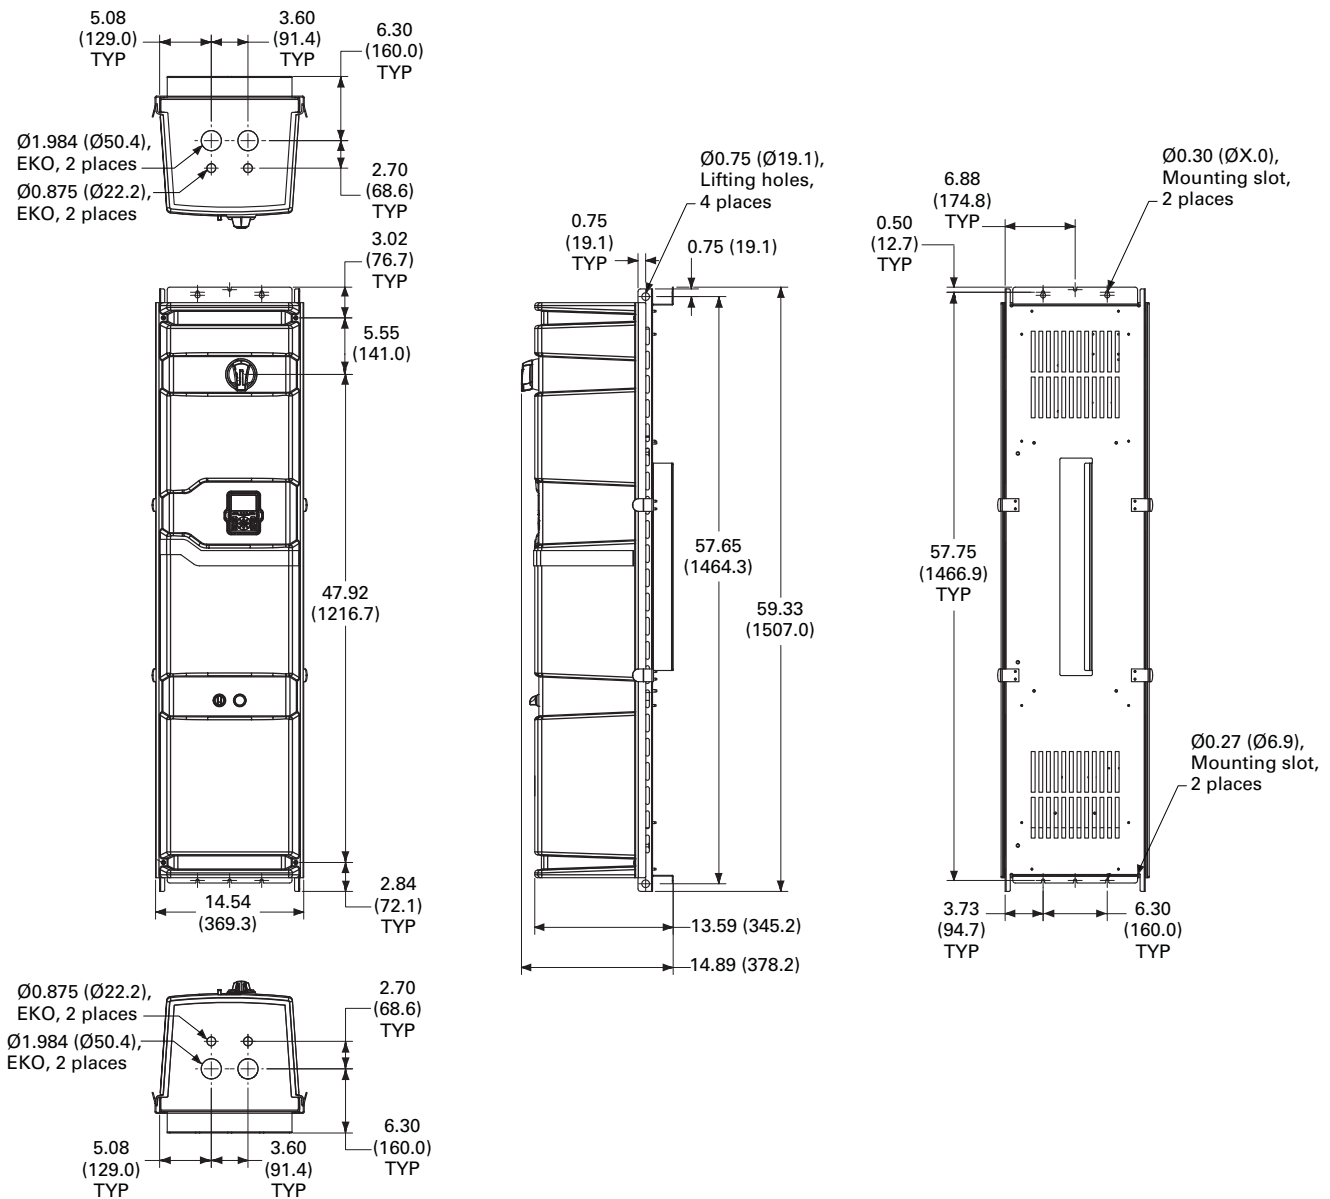 5.08
(129.0)
TYP
3.60
(91.4)
TYP
6.30
(160.0)
TYP
Ø1.984 (Ø50.4),
EKO, 2 places
Ø0.875 (Ø22.2),
EKO, 2 places
2.70
(68.6)
TYP
3.02
(76.7)
TYP
5.55
(141.0)
47.92
(1216.7)
14.54
(369.3)
2.84
(72.1)
TYP
Ø0.875 (Ø22.2),
EKO, 2 places
Ø1.984 (Ø50.4),
EKO, 2 places
2.70
(68.6)
TYP
6.30
(160.0)
TYP
5.08
(129.0)
TYP
3.60
(91.4)
TYP
Ø0.75 (Ø19.1),
Lifting holes,
4 places
0.75
(19.1)
TYP
0.75 (19.1)
57.65
(1464.3)
59.33
(1507.0)
13.59 (345.2)
14.89 (378.2)
Ø0.30 (ØX.0),
Mounting slot,
2 places
6.88
(174.8)
TYP
0.50
(12.7)
TYP
57.75
(1466.9)
TYP
Ø0.27 (Ø6.9),
Mounting slot,
2 places
3.73
(94.7)
TYP
6.30
(160.0)
TYP